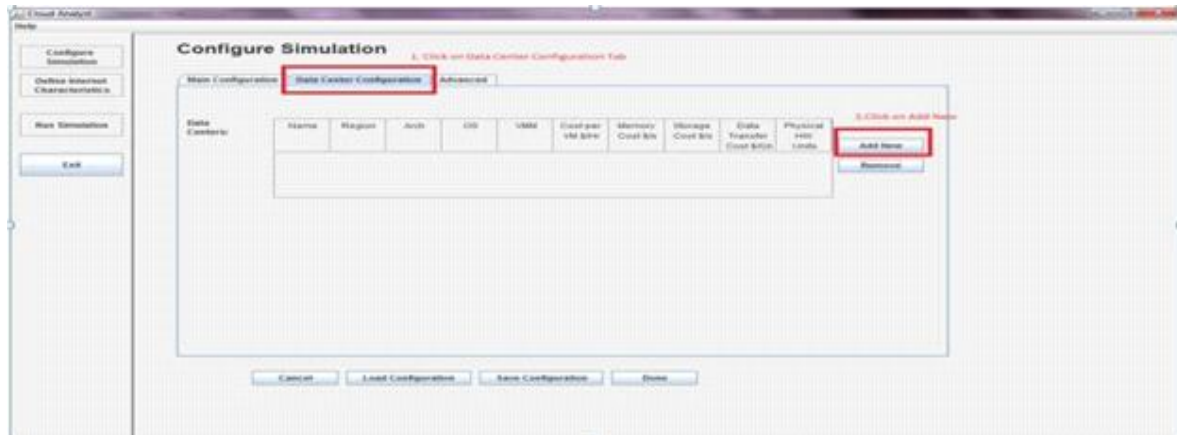 Cloud Analyst
Help
Configure Simulation
Define Internet Characteristics
Run Simulation
Exit
Configure Simulation
1. Click on Data Center Configuration Tab
Main Configuration
Data Center Configuration
Advanced
Data Centers:
Name
Region
Arch
OS
VMM
Cost per VM $/Hr
Memory Cost $/s
Storage Cost $/s
Data Transfer Cost $/Gb
Physical HW Units
2.Click on Add New
Add New
Remove
Cancel
Load Configuration
Save Configuration
Done